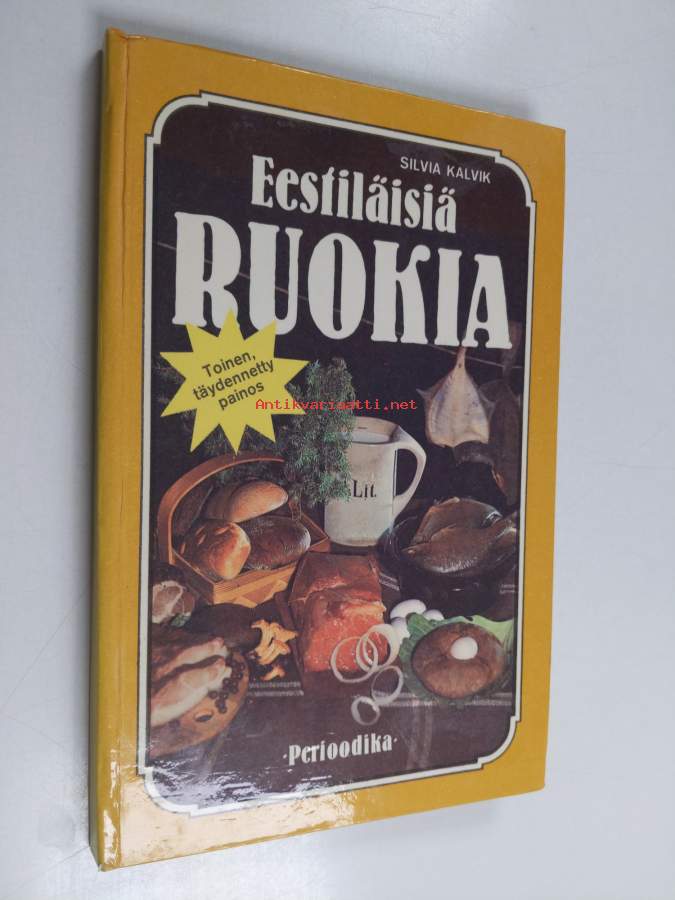 SILVIA KALVIK
Eestiläisiä
RUOKIA
Toinen,
täydennetty
painos
Antikvariaatti.net
Lit.
·Perioodika·